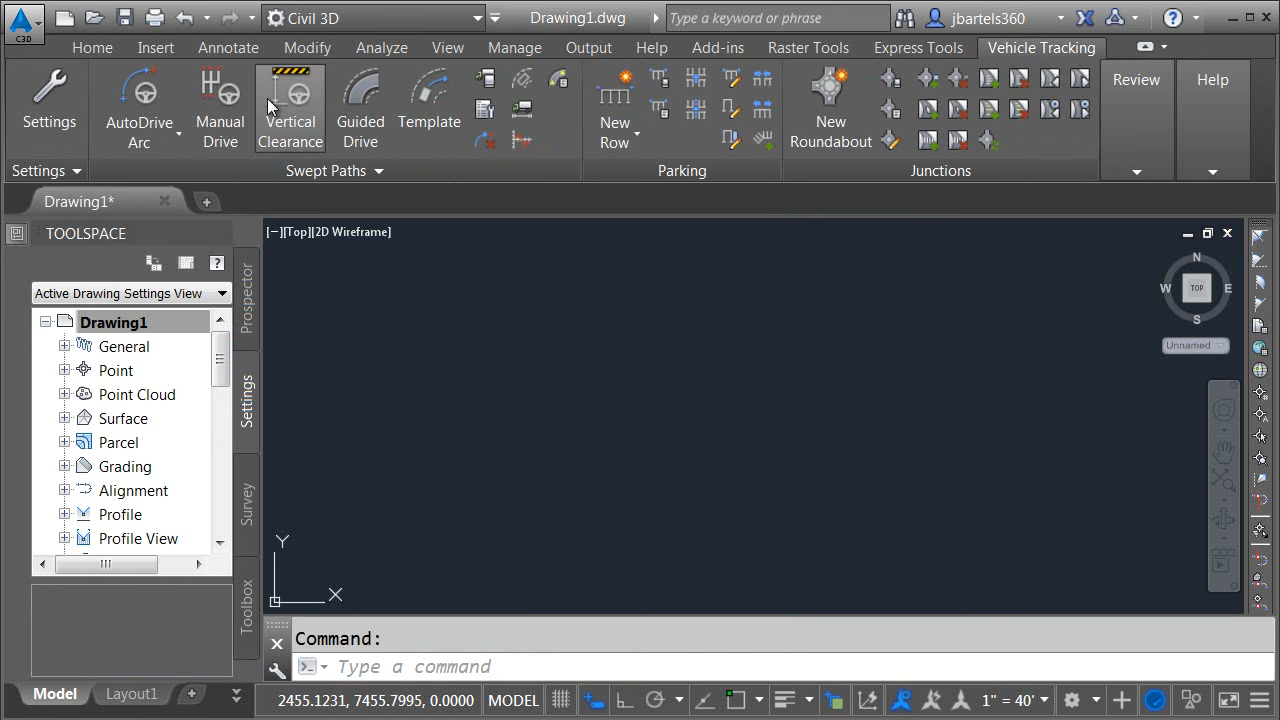 C3D
Civil 3D
Drawing1.dwg
Type a keyword or phrase
jbartels360
Home Insert Annotate Modify Analyze View Manage Output Help Add-ins Raster Tools Express Tools Vehicle Tracking
Settings
AutoDrive Arc
Manual Drive
Vertical Clearance
Guided Drive
Template
New Row
New Roundabout
Review
Help
Settings
Swept Paths
Parking
Junctions
Drawing1*
TOOLSPACE
Active Drawing Settings View
Drawing1
General
Point
Point Cloud
Surface
Parcel
Grading
Alignment
Profile
Profile View
Prospector
Settings
Survey
Toolbox
[−][Top][2D Wireframe]
N
W TOP E
S
Unnamed
Y
X
Command:
Type a command
Model Layout1
2455.1231, 7455.7995, 0.0000 MODEL 1" = 40'